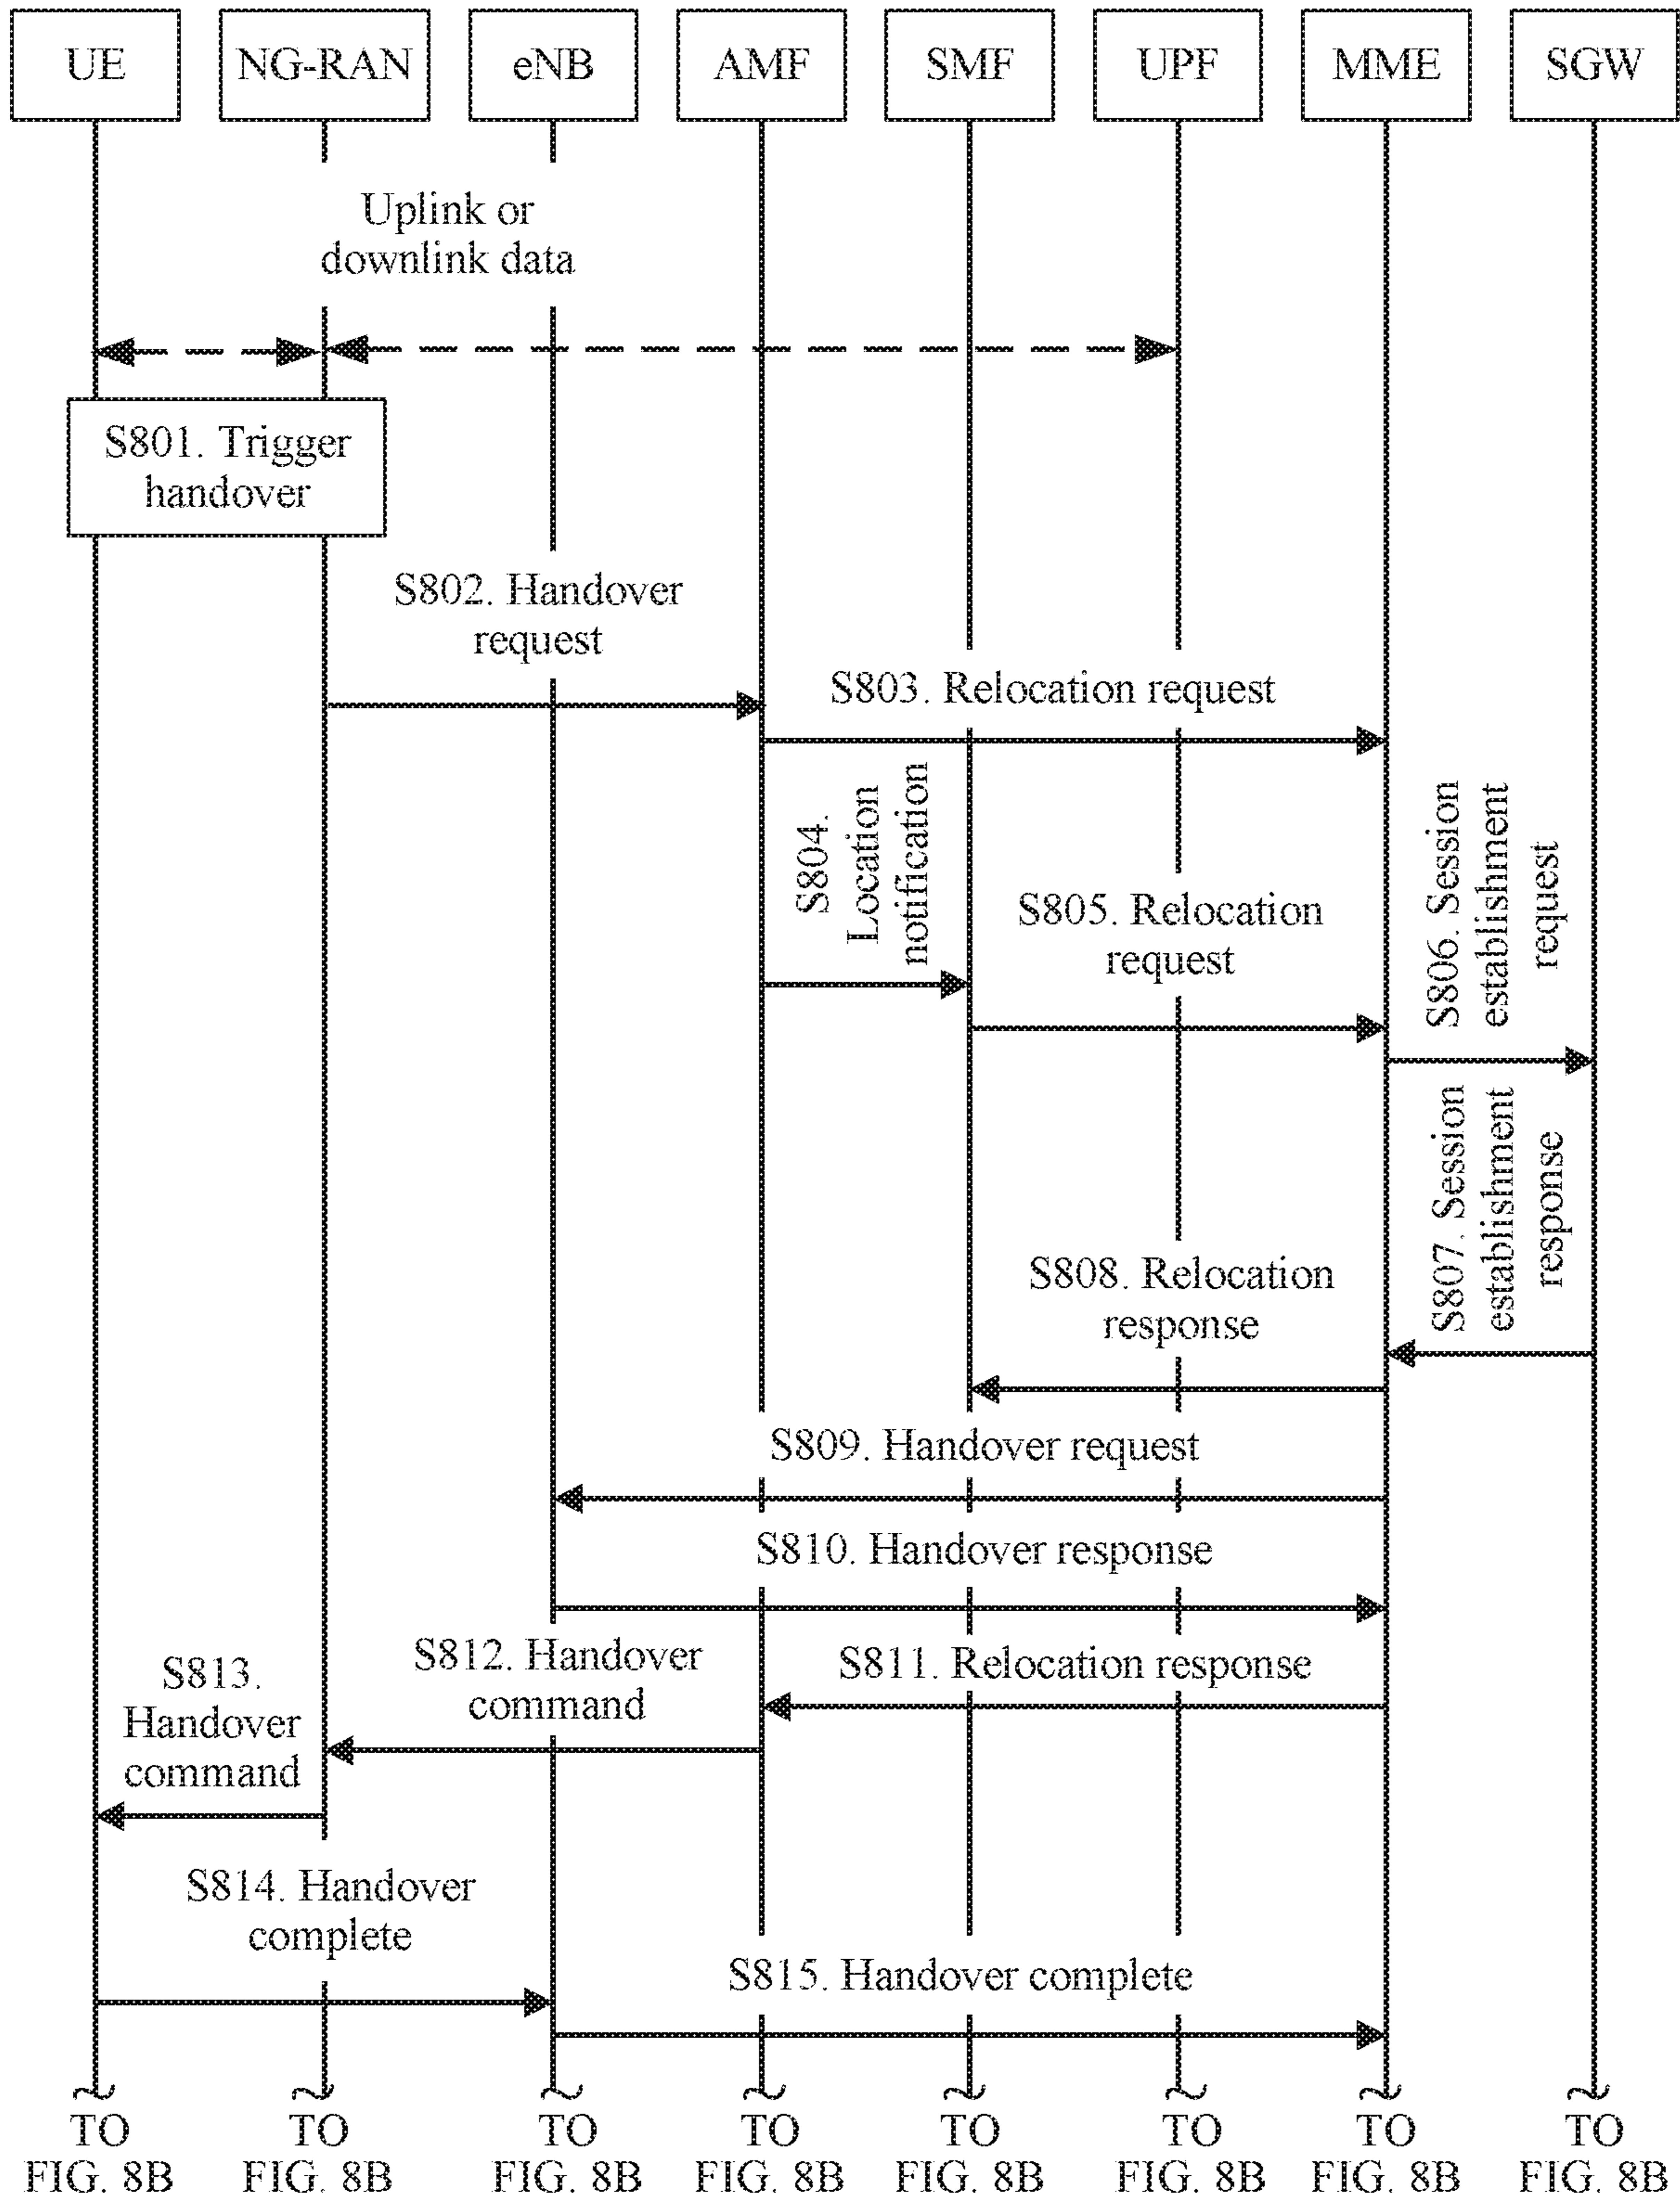 UE
NG-RAN
eNB
AMF
SMF
UPF
MME
SGW
Uplink or
downlink data
S801. Trigger
handover
S802. Handover
request
S803. Relocation request
S804.
Location
notification
S805. Relocation
request
S806. Session
establishment
request
S807. Session
establishment
response
S808. Relocation
response
S809. Handover request
S810. Handover response
S811. Relocation response
S812. Handover
command
S813.
Handover
command
S814. Handover
complete
S815. Handover complete
TO
FIG. 8B
TO
FIG. 8B
TO
FIG. 8B
TO
FIG. 8B
TO
FIG. 8B
TO
FIG. 8B
TO
FIG. 8B
TO
FIG. 8B